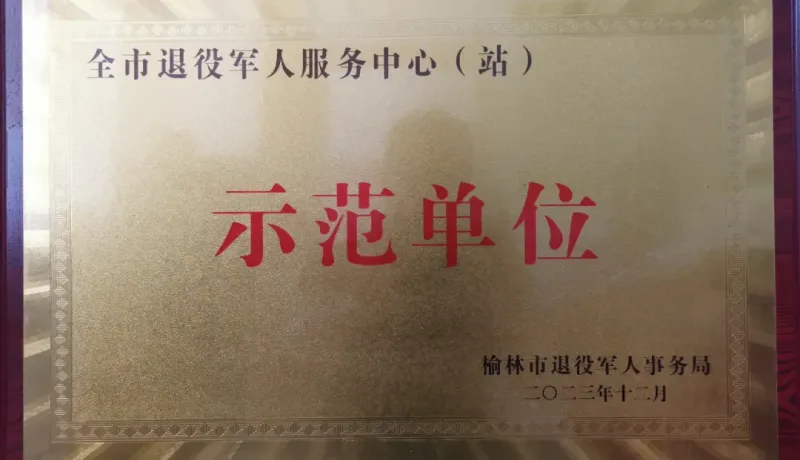 全市退役军人服务中心（站）
示范单位
榆林市退役军人事务局
二〇二三年十二月